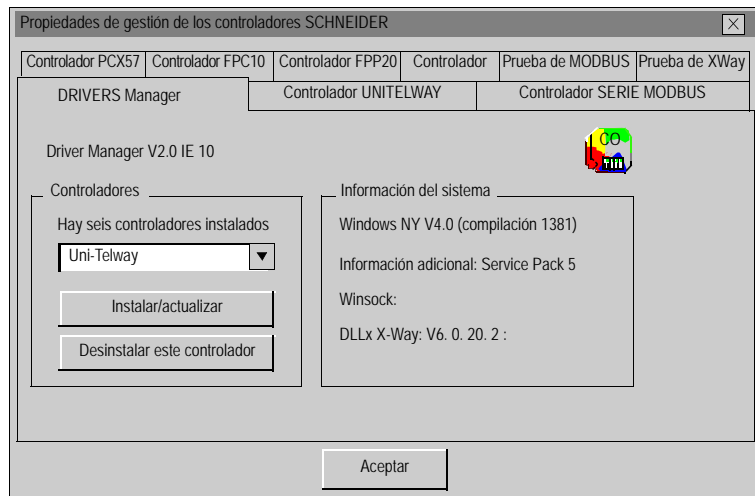 Propiedades de gestión de los controladores SCHNEIDER
Controlador PCX57 Controlador FPC10 Controlador FPP20 Controlador Prueba de MODBUS Prueba de XWay
DRIVERS Manager Controlador UNITELWAY Controlador SERIE MODBUS
Driver Manager V2.0 IE 10
CO
Controladores
Hay seis controladores instalados
Uni-Telway
Instalar/actualizar
Desinstalar este controlador
Información del sistema
Windows NY V4.0 (compilación 1381)
Información adicional: Service Pack 5
Winsock:
DLLx X-Way: V6. 0. 20. 2 :
Aceptar